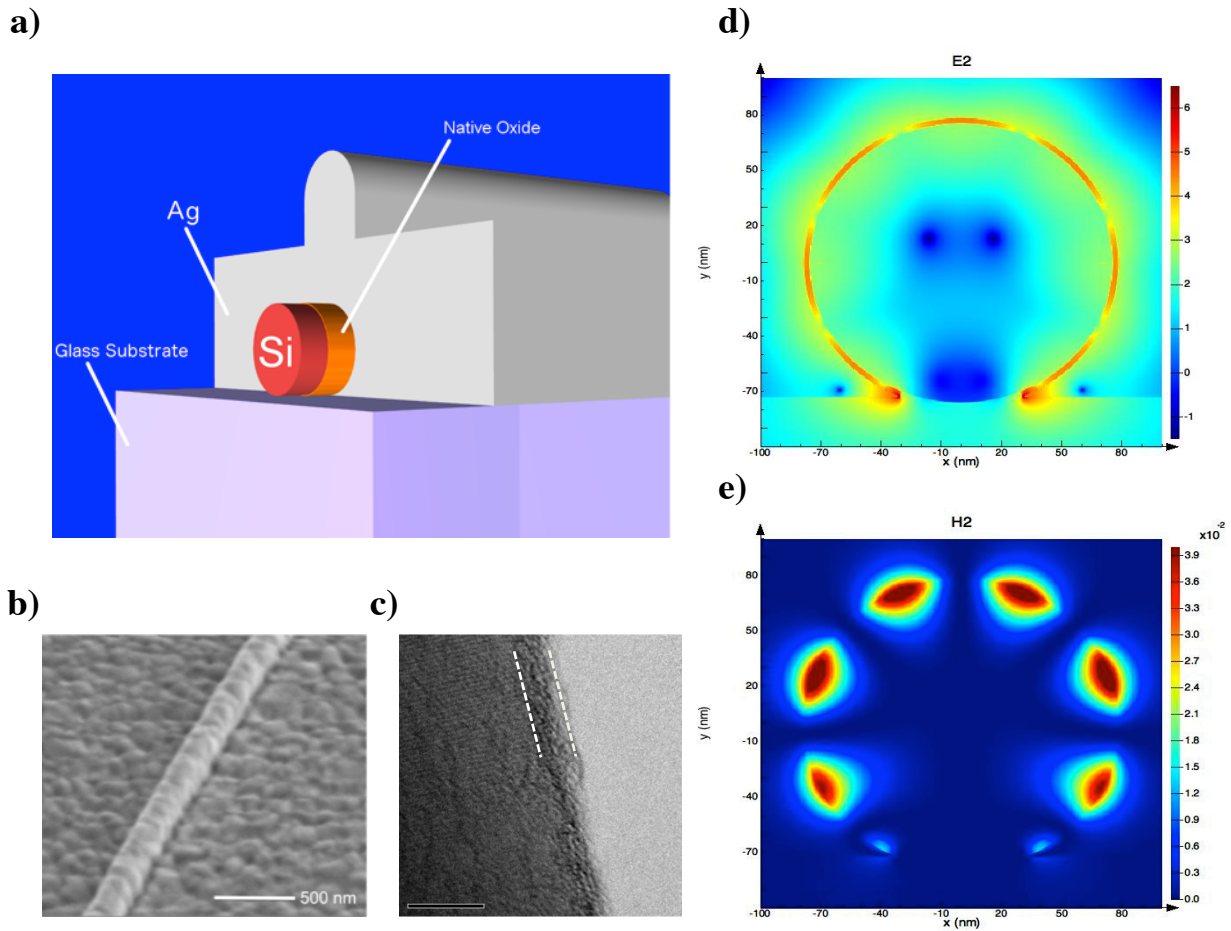 a)
Native Oxide
Ag
Si
Glass Substrate
b)
500 nm
c)
d)
E2
80
50
20
-10
-40
-70
y (nm)
-100
-70
-40
-10
20
50
80
x (nm)
6
5
4
3
2
1
0
-1
e)
H2
x10
-2
80
50
20
-10
-40
-70
y (nm)
-100
-70
-40
-10
20
50
80
x (nm)
3.9
3.6
3.3
3.0
2.7
2.4
2.1
1.8
1.5
1.2
0.9
0.6
0.3
0.0